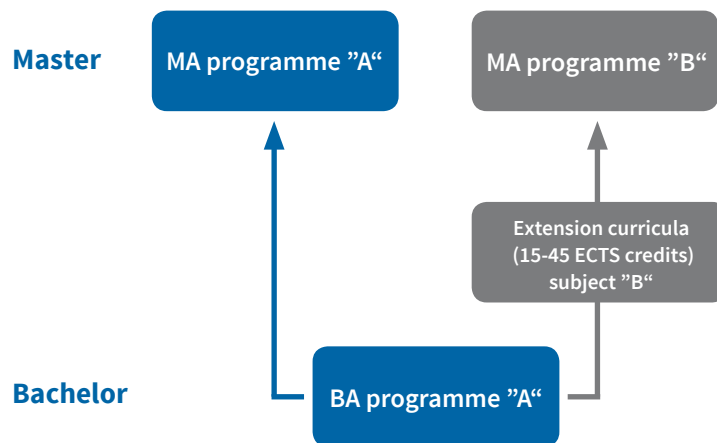 Master
MA programme ”A“
MA programme ”B“
Extension curricula
(15-45 ECTS credits)
subject ”B“
Bachelor
BA programme ”A“